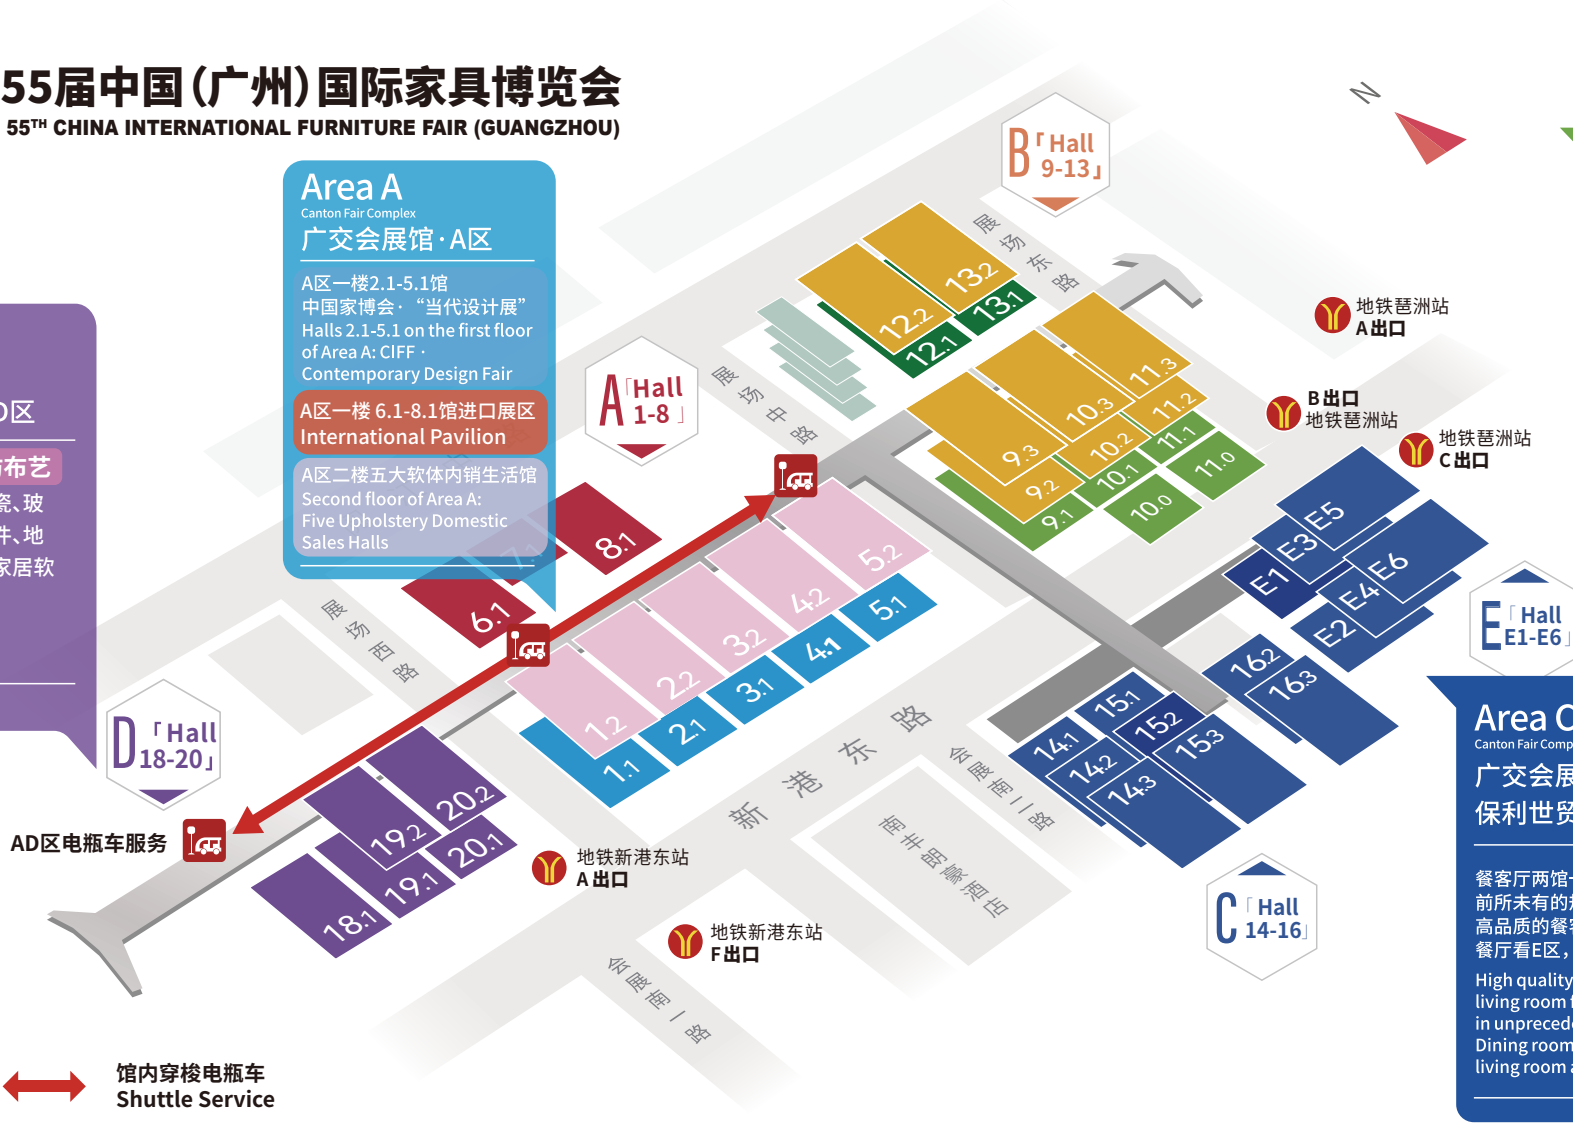 55届中国（广州）国际家具博览会
55TH CHINA INTERNATIONAL FURNITURE FAIR (GUANGZHOU)
N
B「Hall
9-13」
Area A
Canton Fair Complex
广交会展馆·A区
A区一楼2.1-5.1馆
中国家博会·“当代设计展”
Halls 2.1-5.1 on the first floor
of Area A: CIFF ·
Contemporary Design Fair
A区一楼 6.1-8.1馆进口展区
International Pavilion
A区二楼五大软体内销生活馆
Second floor of Area A:
Five Upholstery Domestic
Sales Halls
A「Hall
1-8」
区
布艺
瓷、玻
件、地
家居软
D「Hall
18-20」
展场东路
展场中路
展场西路
13.2
13.1
12.2
12.1
11.3
11.2
11.1
11.0
10.3
10.2
10.1
10.0
9.3
9.2
9.1
8.1
7.1
6.1
5.2
5.1
4.2
4.1
3.2
3.1
2.2
2.1
1.2
1.1
地铁琶洲站
A出口
B出口
地铁琶洲站
地铁琶洲站
C出口
E5
E3
E1
E6
E4
E2
E「Hall
E1-E6」
16.2
16.3
15.1
15.2
15.3
14.1
14.2
14.3
新港东路
会展南二路
南丰朗豪酒店
会展南一路
20.2
20.1
19.2
19.1
18.1
AD区电瓶车服务
地铁新港东站
A出口
地铁新港东站
F出口
C「Hall
14-16」
Area C
Canton Fair Comp
广交会展
保利世贸
餐客厅两馆
前所未有的
高品质的餐
餐厅看E区，
High quality
living room
in unpreced
Dining room
living room
馆内穿梭电瓶车
Shuttle Service